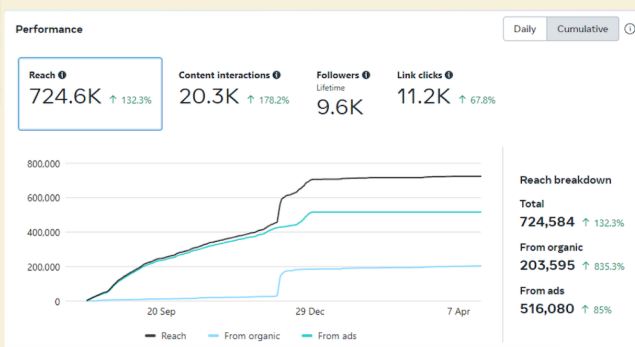 Performance
Daily Cumulative
Reach
724.6K ↑ 132.3%
Content interactions
20.3K ↑ 178.2%
Followers
Lifetime
9.6K
Link clicks
11.2K ↑ 67.8%
800,000
600,000
400,000
200,000
0
20 Sep 29 Dec 7 Apr
Reach From organic From ads
Reach breakdown
Total
724,584 ↑ 132.3%
From organic
203,595 ↑ 835.3%
From ads
516,080 ↑ 85%